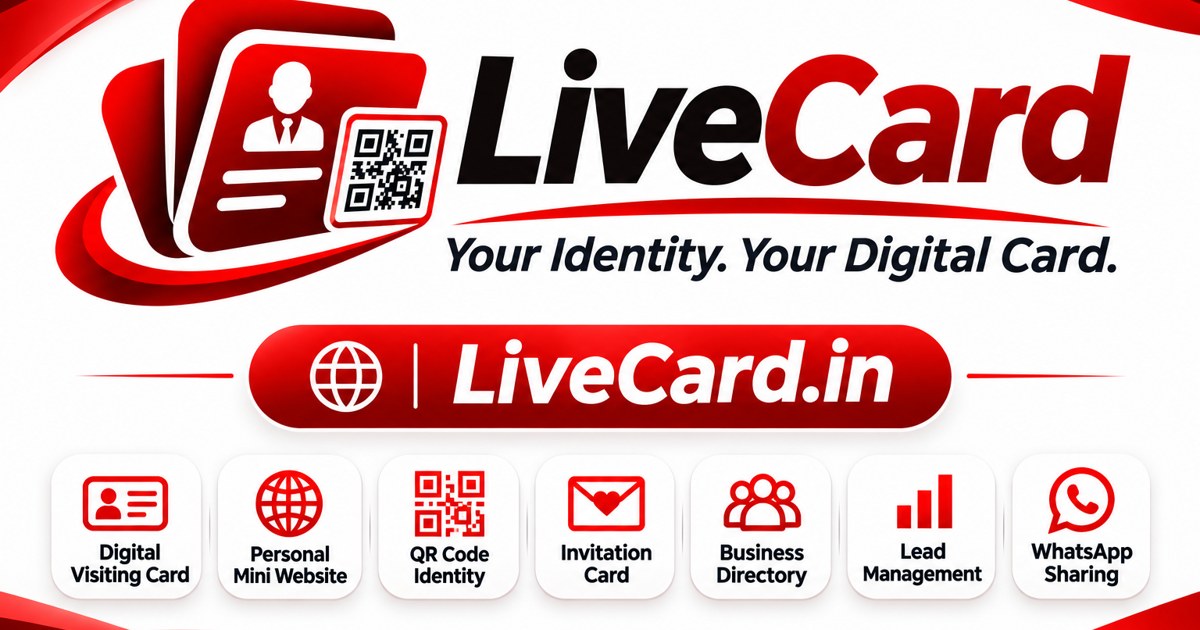 LiveCard
Your Identity. Your Digital Card.
LiveCard.in
Digital
Visiting Card
Personal
Mini Website
QR Code
Identity
Invitation
Card
Business
Directory
Lead
Management
WhatsApp
Sharing